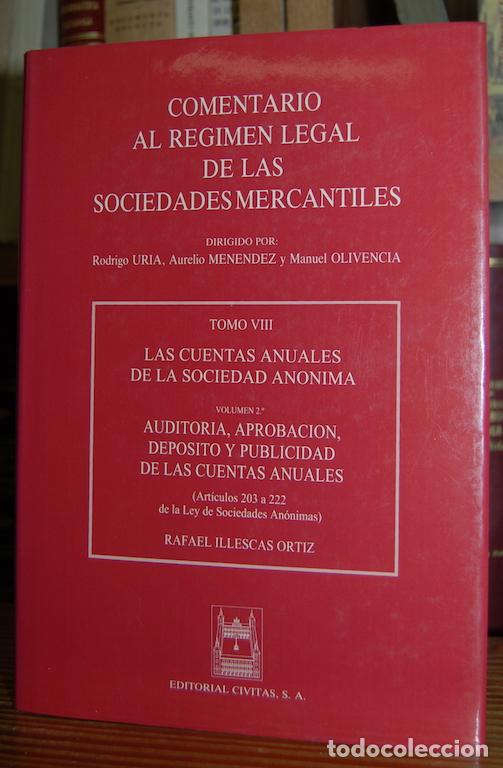 COMENTARIO
AL REGIMEN LEGAL
DE LAS
SOCIEDADES MERCANTILES
DIRIGIDO POR:
Rodrigo URIA, Aurelio MENENDEZ y Manuel OLIVENCIA
TOMO VIII
LAS CUENTAS ANUALES
DE LA SOCIEDAD ANONIMA
VOLUMEN 2.º
AUDITORIA, APROBACION,
DEPOSITO Y PUBLICIDAD
DE LAS CUENTAS ANUALES
(Artículos 203 a 222
de la Ley de Sociedades Anónimas)
RAFAEL ILLESCAS ORTIZ
EDITORIAL CIVITAS, S. A.
todocoleccion